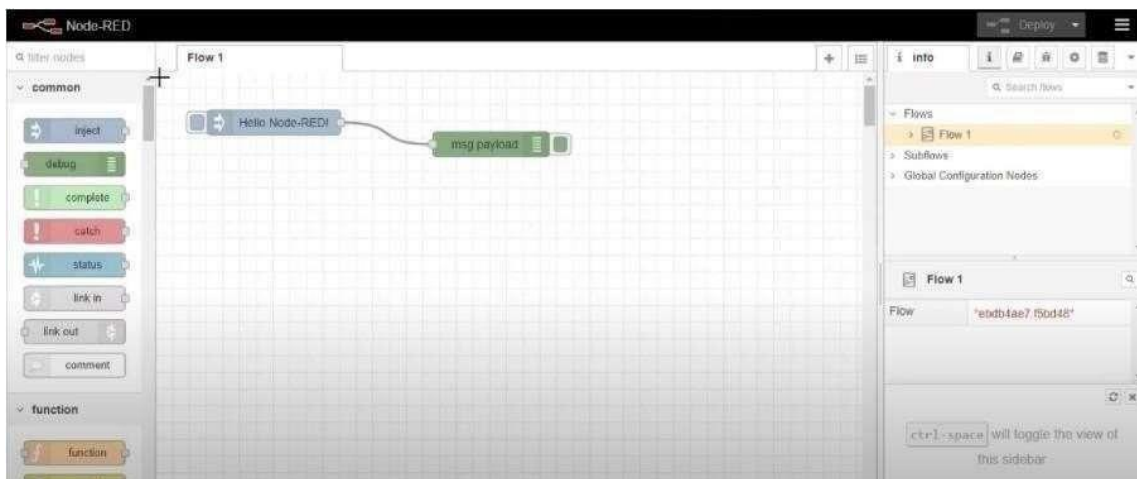 Node-RED
Deploy
filter nodes
Flow 1
info
i
Search flows
common
inject
debug
complete
catch
status
link in
link out
comment
function
function
Hello Node-RED!
msg payload
Flows
Flow 1
Subflows
Global Configuration Nodes
Flow 1
Flow
ctrl-space will toggle the view of
this sidebar